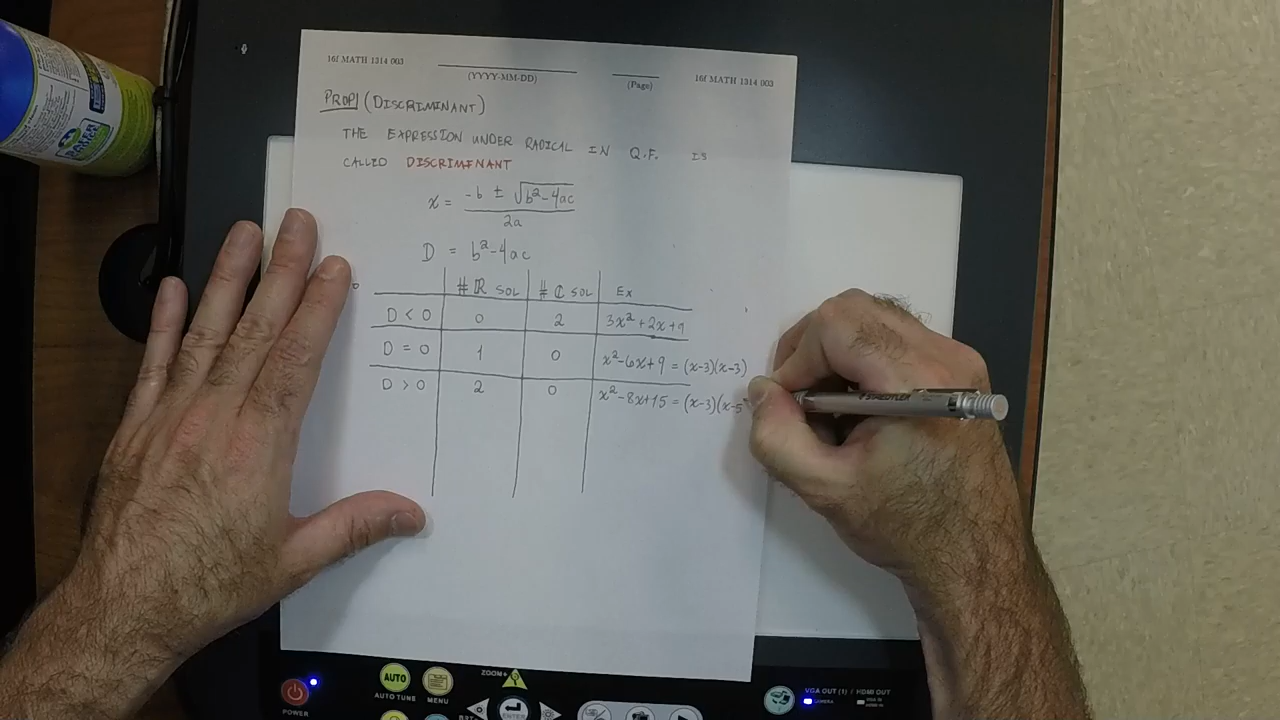 16f MATH 1314 003 (YYYY-MM-DD) (Page) 16f MATH 1314 003
PROP (DISCRIMINANT)
THE EXPRESSION UNDER RADICAL IN Q.F. IS
CALLED DISCRIMINANT
x = -b ± √b²-4ac / 2a
D = b²-4ac
# ℝ SOL # ℂ SOL EX
D < 0 0 2 3x²+2x+9
D = 0 1 0 x²-6x+9 = (x-3)(x-3)
D > 0 2 0 x²-8x+15 = (x-3)(x-5
STAEDTLER
POWER
AUTO
AUTO TUNE
MENU
ZOOM+
ENTER
VGA OUT (1) / HDMI OUT
CAMERA